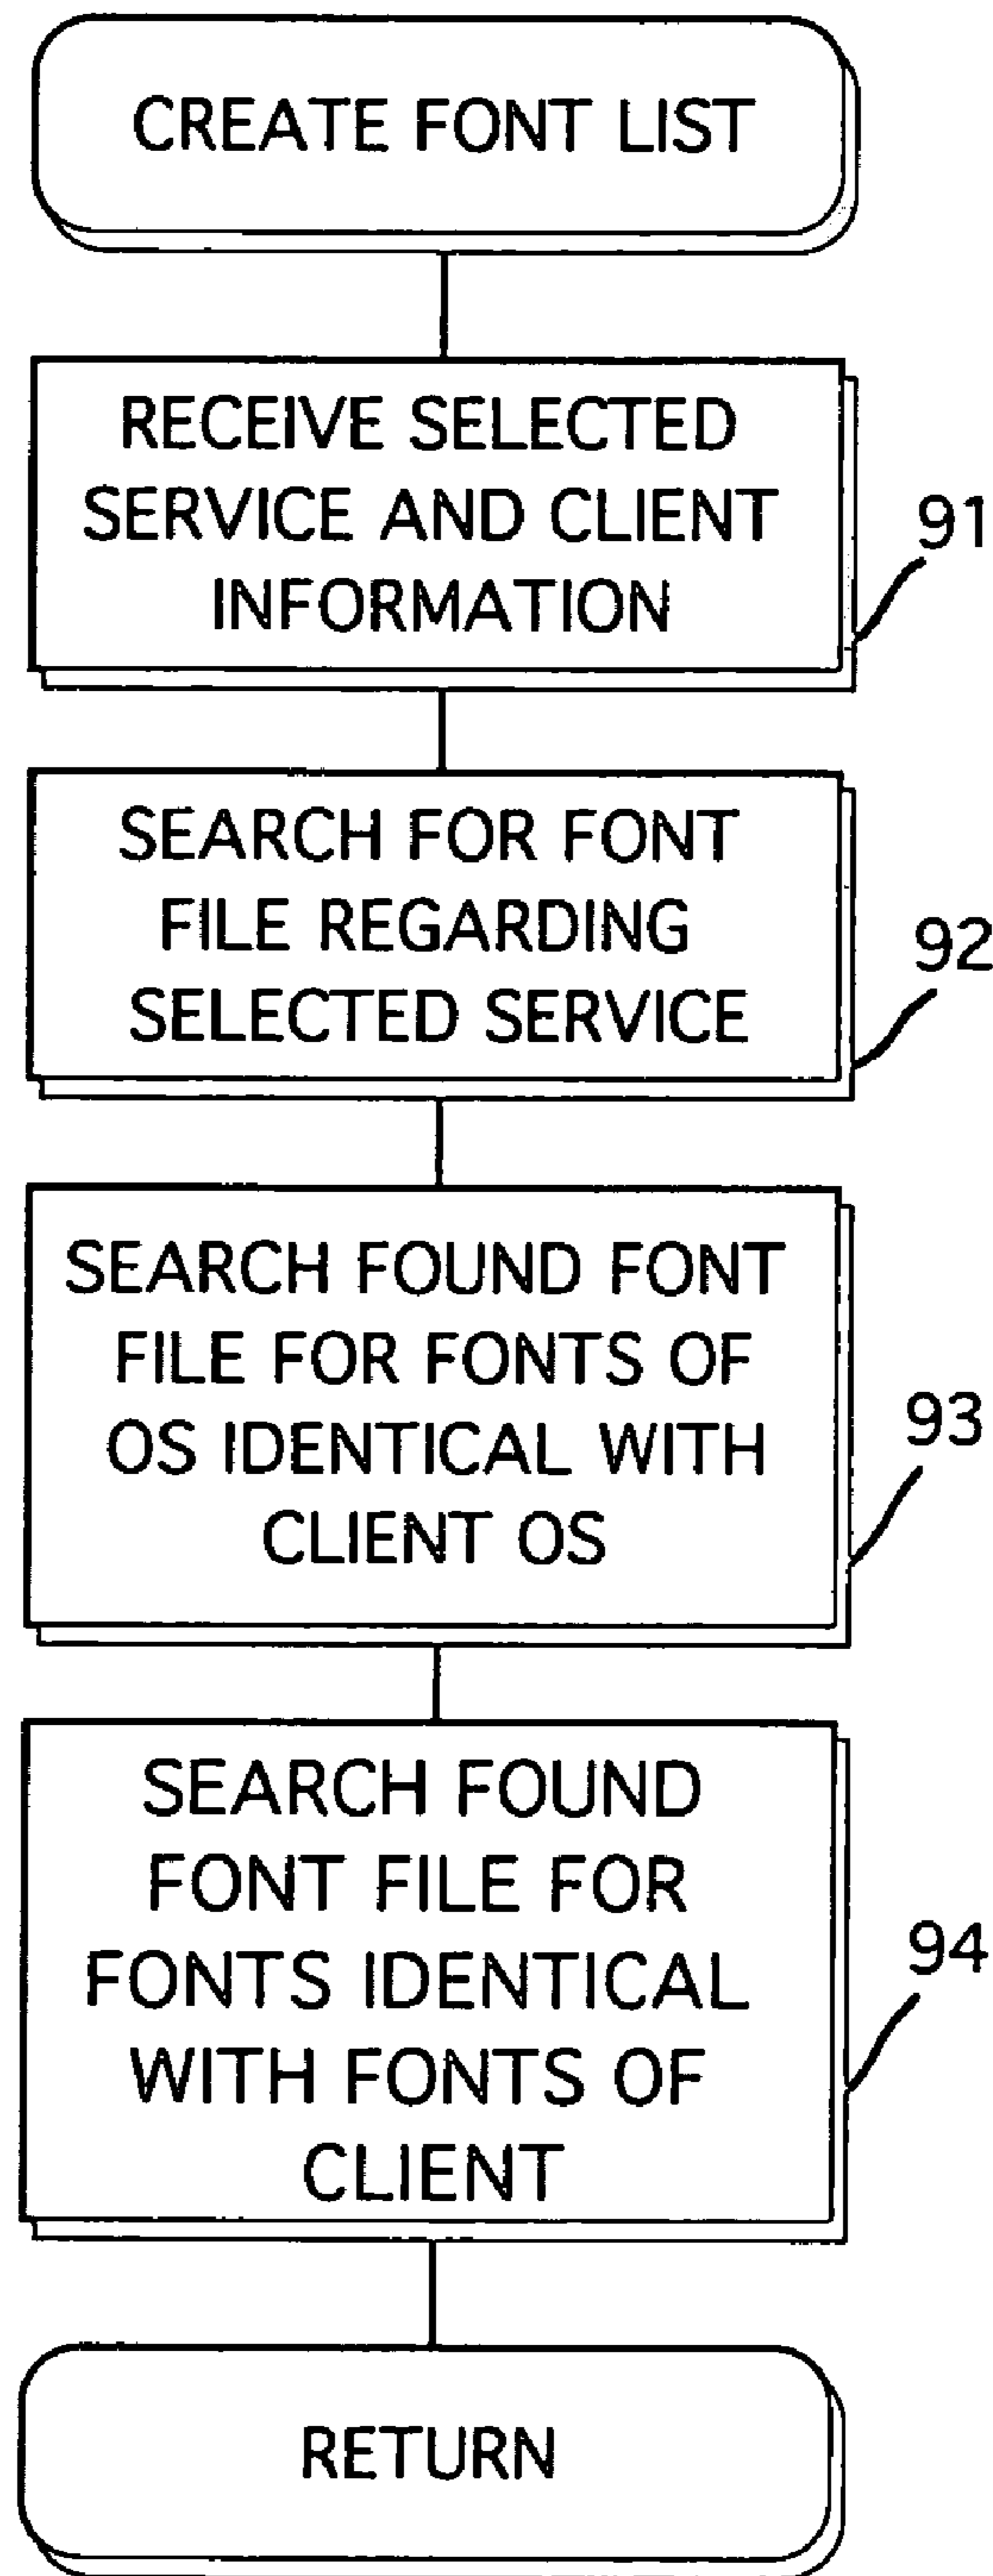 CREATE FONT LIST
RECEIVE SELECTED
SERVICE AND CLIENT
INFORMATION
91
SEARCH FOR FONT
FILE REGARDING
SELECTED SERVICE
92
SEARCH FOUND FONT
FILE FOR FONTS OF
OS IDENTICAL WITH
CLIENT OS
93
SEARCH FOUND
FONT FILE FOR
FONTS IDENTICAL
WITH FONTS OF
CLIENT
94
RETURN